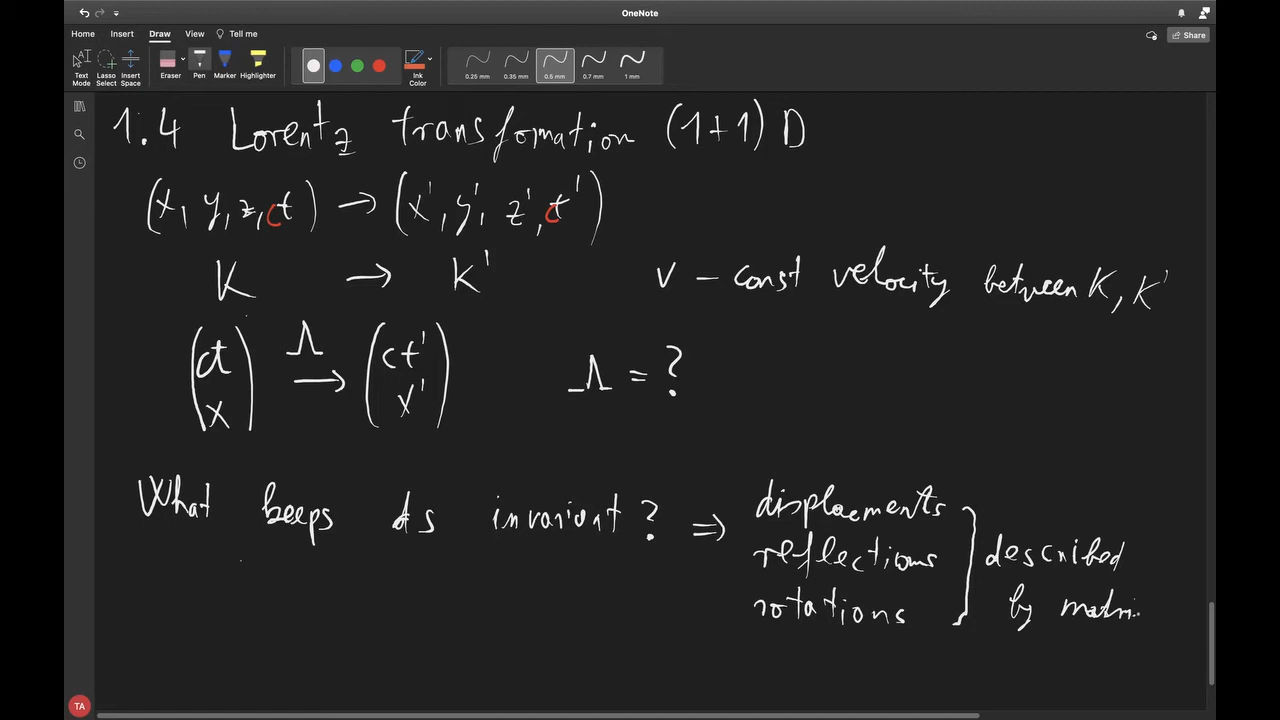 OneNote
Home Insert Draw View Tell me
Share
Text Mode Lasso Select Insert Space Eraser Pen Marker Highlighter Ink Color 0.25 mm 0.35 mm 0.5 mm 0.7 mm 1 mm
1.4 Lorentz transfomation (1+1) D
(x, y, z, ct) → (x', y', z', ct')
K → K' v – const velocity between K, K'
(ct x) Λ → (ct' x') Λ = ?
What keeps ds invariant? ⇒ displacements
reflections } described
rotations by matri
TA